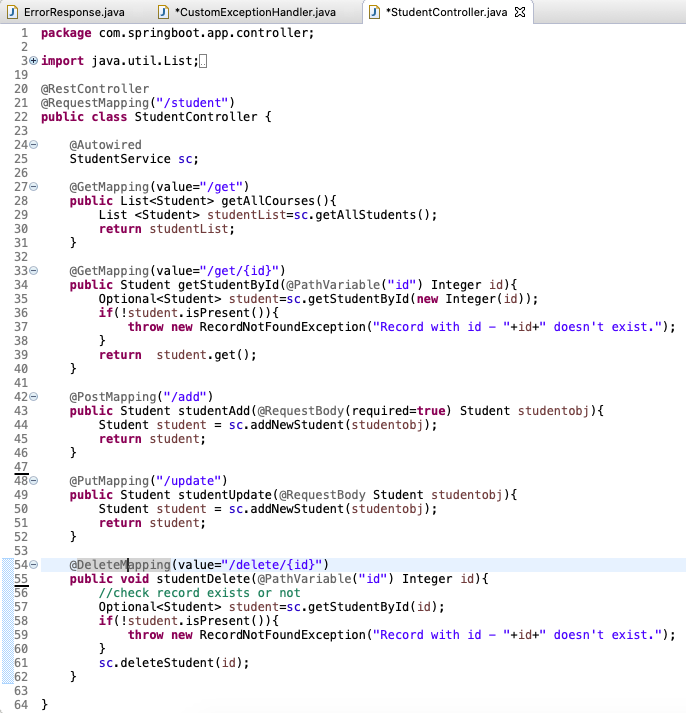 ErrorResponse.java *CustomExceptionHandler.java *StudentController.java
1 package com.springboot.app.controller;
2
3 import java.util.List;
19
20 @RestController
21 @RequestMapping("/student")
22 public class StudentController {
23
24     @Autowired
25     StudentService sc;
26
27     @GetMapping(value="/get")
28     public List<Student> getAllCourses(){
29         List <Student> studentList=sc.getAllStudents();
30         return studentList;
31     }
32
33     @GetMapping(value="/get/{id}")
34     public Student getStudentById(@PathVariable("id") Integer id){
35         Optional<Student> student=sc.getStudentById(new Integer(id));
36         if(!student.isPresent()){
37             throw new RecordNotFoundException("Record with id - "+id+" doesn't exist.");
38         }
39         return  student.get();
40     }
41
42     @PostMapping("/add")
43     public Student studentAdd(@RequestBody(required=true) Student studentobj){
44         Student student = sc.addNewStudent(studentobj);
45         return student;
46     }
47
48     @PutMapping("/update")
49     public Student studentUpdate(@RequestBody Student studentobj){
50         Student student = sc.addNewStudent(studentobj);
51         return student;
52     }
53
54     @DeleteMapping(value="/delete/{id}")
55     public void studentDelete(@PathVariable("id") Integer id){
56         //check record exists or not
57         Optional<Student> student=sc.getStudentById(id);
58         if(!student.isPresent()){
59             throw new RecordNotFoundException("Record with id - "+id+" doesn't exist.");
60         }
61         sc.deleteStudent(id);
62     }
63
64 }